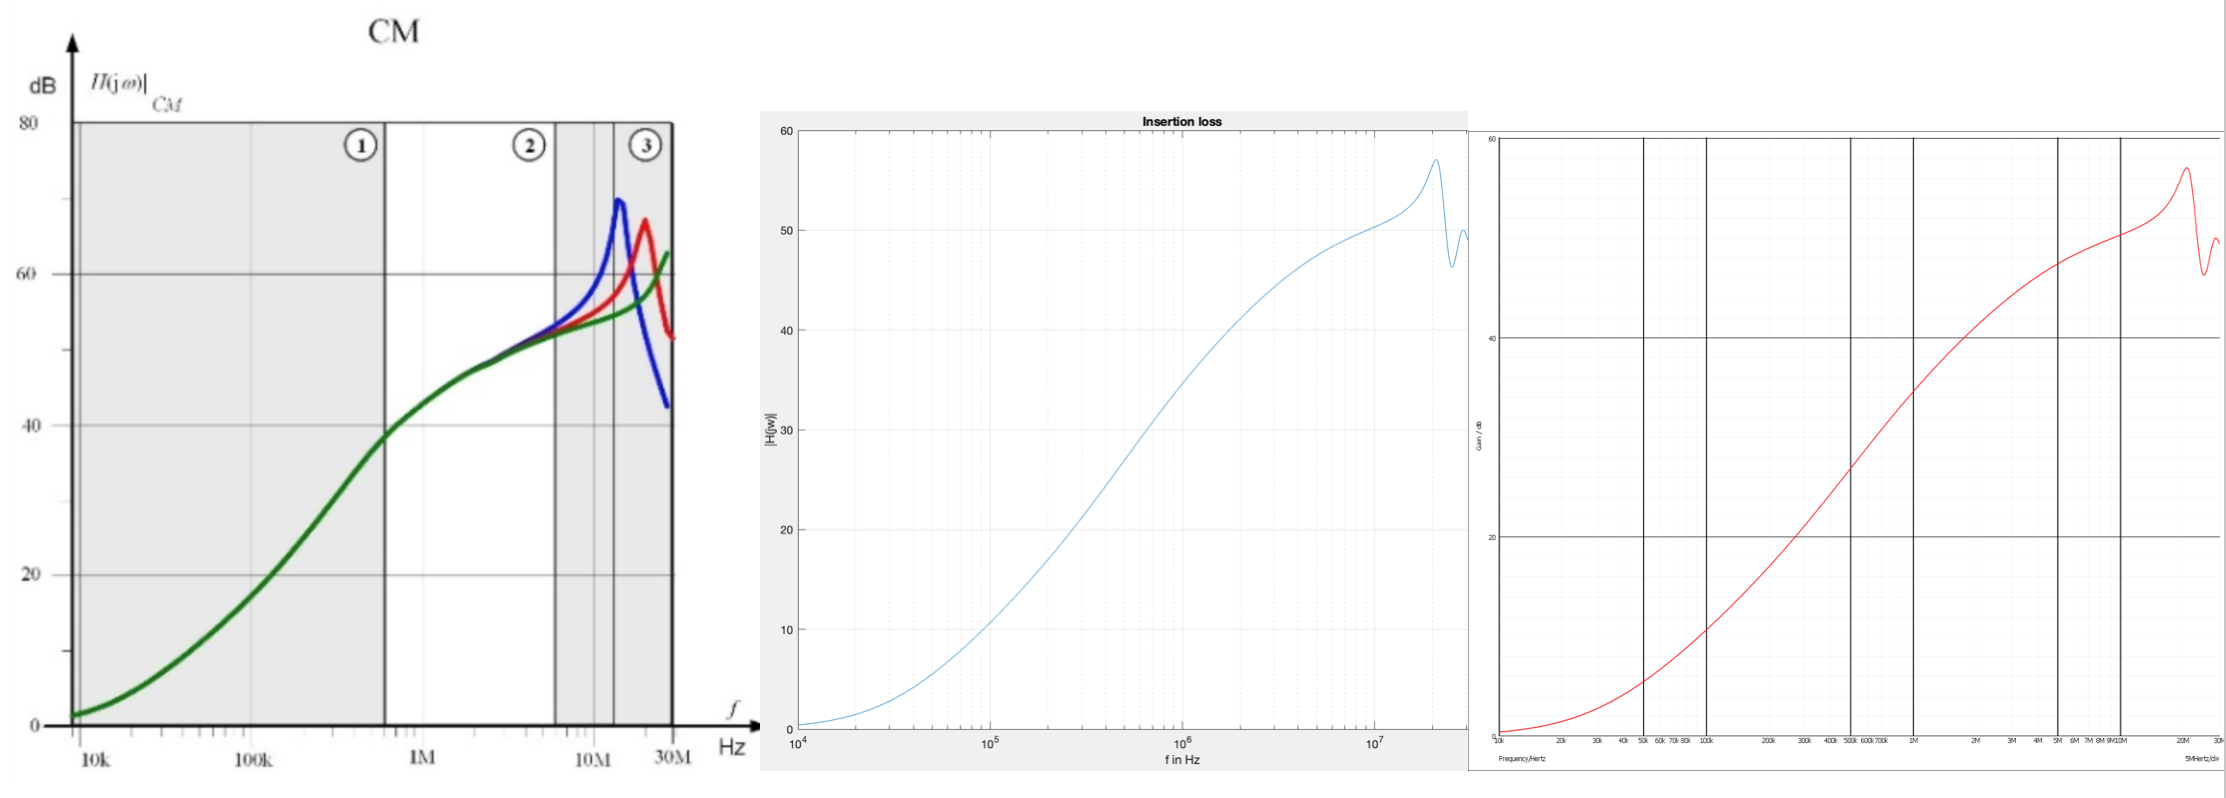 CM
dB
H(jω)|
CM
80
1
2
3
60
40
20
0
f
Hz
10k
100k
1M
10M
30M
Insertion loss
60
50
40
30
20
10
0
|H(jw)|
10^4
10^5
10^6
10^7
f in Hz
60
40
20
0
Gain / dB
10k 20k 30k 40k 50k 60k 70k 80k 100k 200k 300k 400k 500k 600k 700k 1M 2M 3M 4M 5M 6M 7M 8M 9M 10M 20M 30M
Frequency/Hertz
5MHertz/div